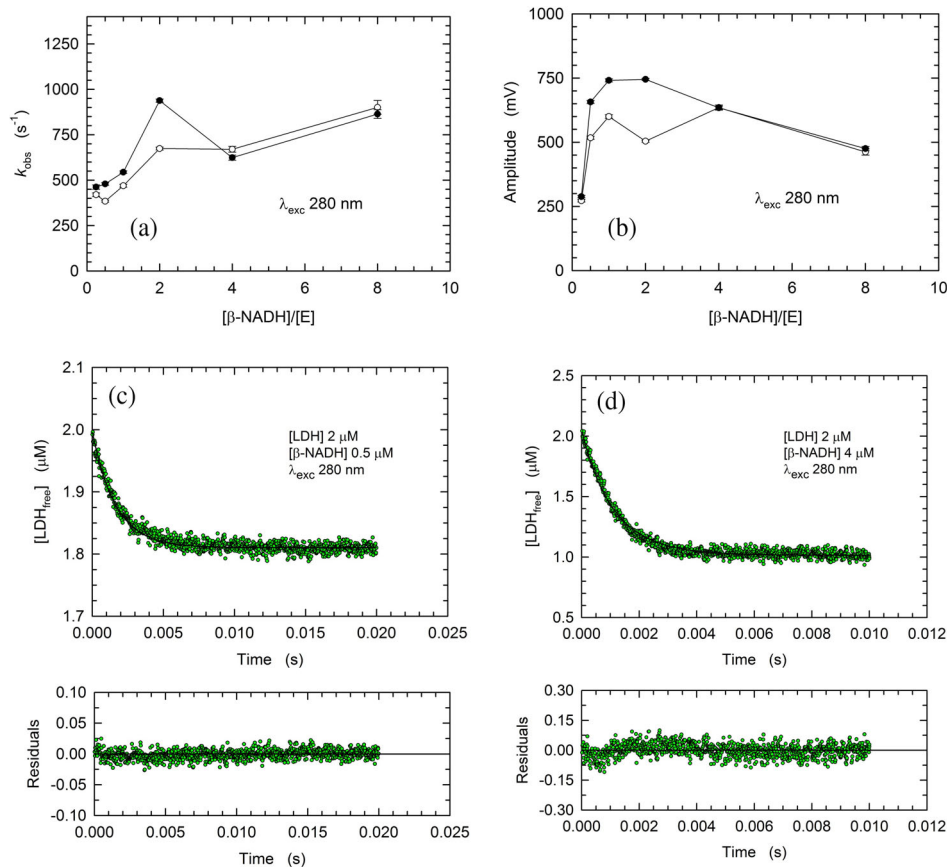 1250
1000
750
500
250
0
k_obs (s⁻¹)
(a)
λ_exc 280 nm
0 2 4 6 8 10
[β-NADH]/[E]
1000
750
500
250
0
Amplitude (mV)
(b)
λ_exc 280 nm
0 2 4 6 8 10
[β-NADH]/[E]
2.1
2.0
1.9
1.8
1.7
[LDH_free] (μM)
(c)
[LDH] 2 μM
[β-NADH] 0.5 μM
λ_exc 280 nm
0.000 0.005 0.010 0.015 0.020 0.025
Time (s)
2.5
2.0
1.5
1.0
0.5
[LDH_free] (μM)
(d)
[LDH] 2 μM
[β-NADH] 4 μM
λ_exc 280 nm
0.000 0.002 0.004 0.006 0.008 0.010 0.012
Time (s)
0.10
0.05
0.00
-0.05
-0.10
Residuals
0.000 0.005 0.010 0.015 0.020 0.025
Time (s)
0.30
0.15
0.00
-0.15
-0.30
Residuals
0.000 0.002 0.004 0.006 0.008 0.010 0.012
Time (s)